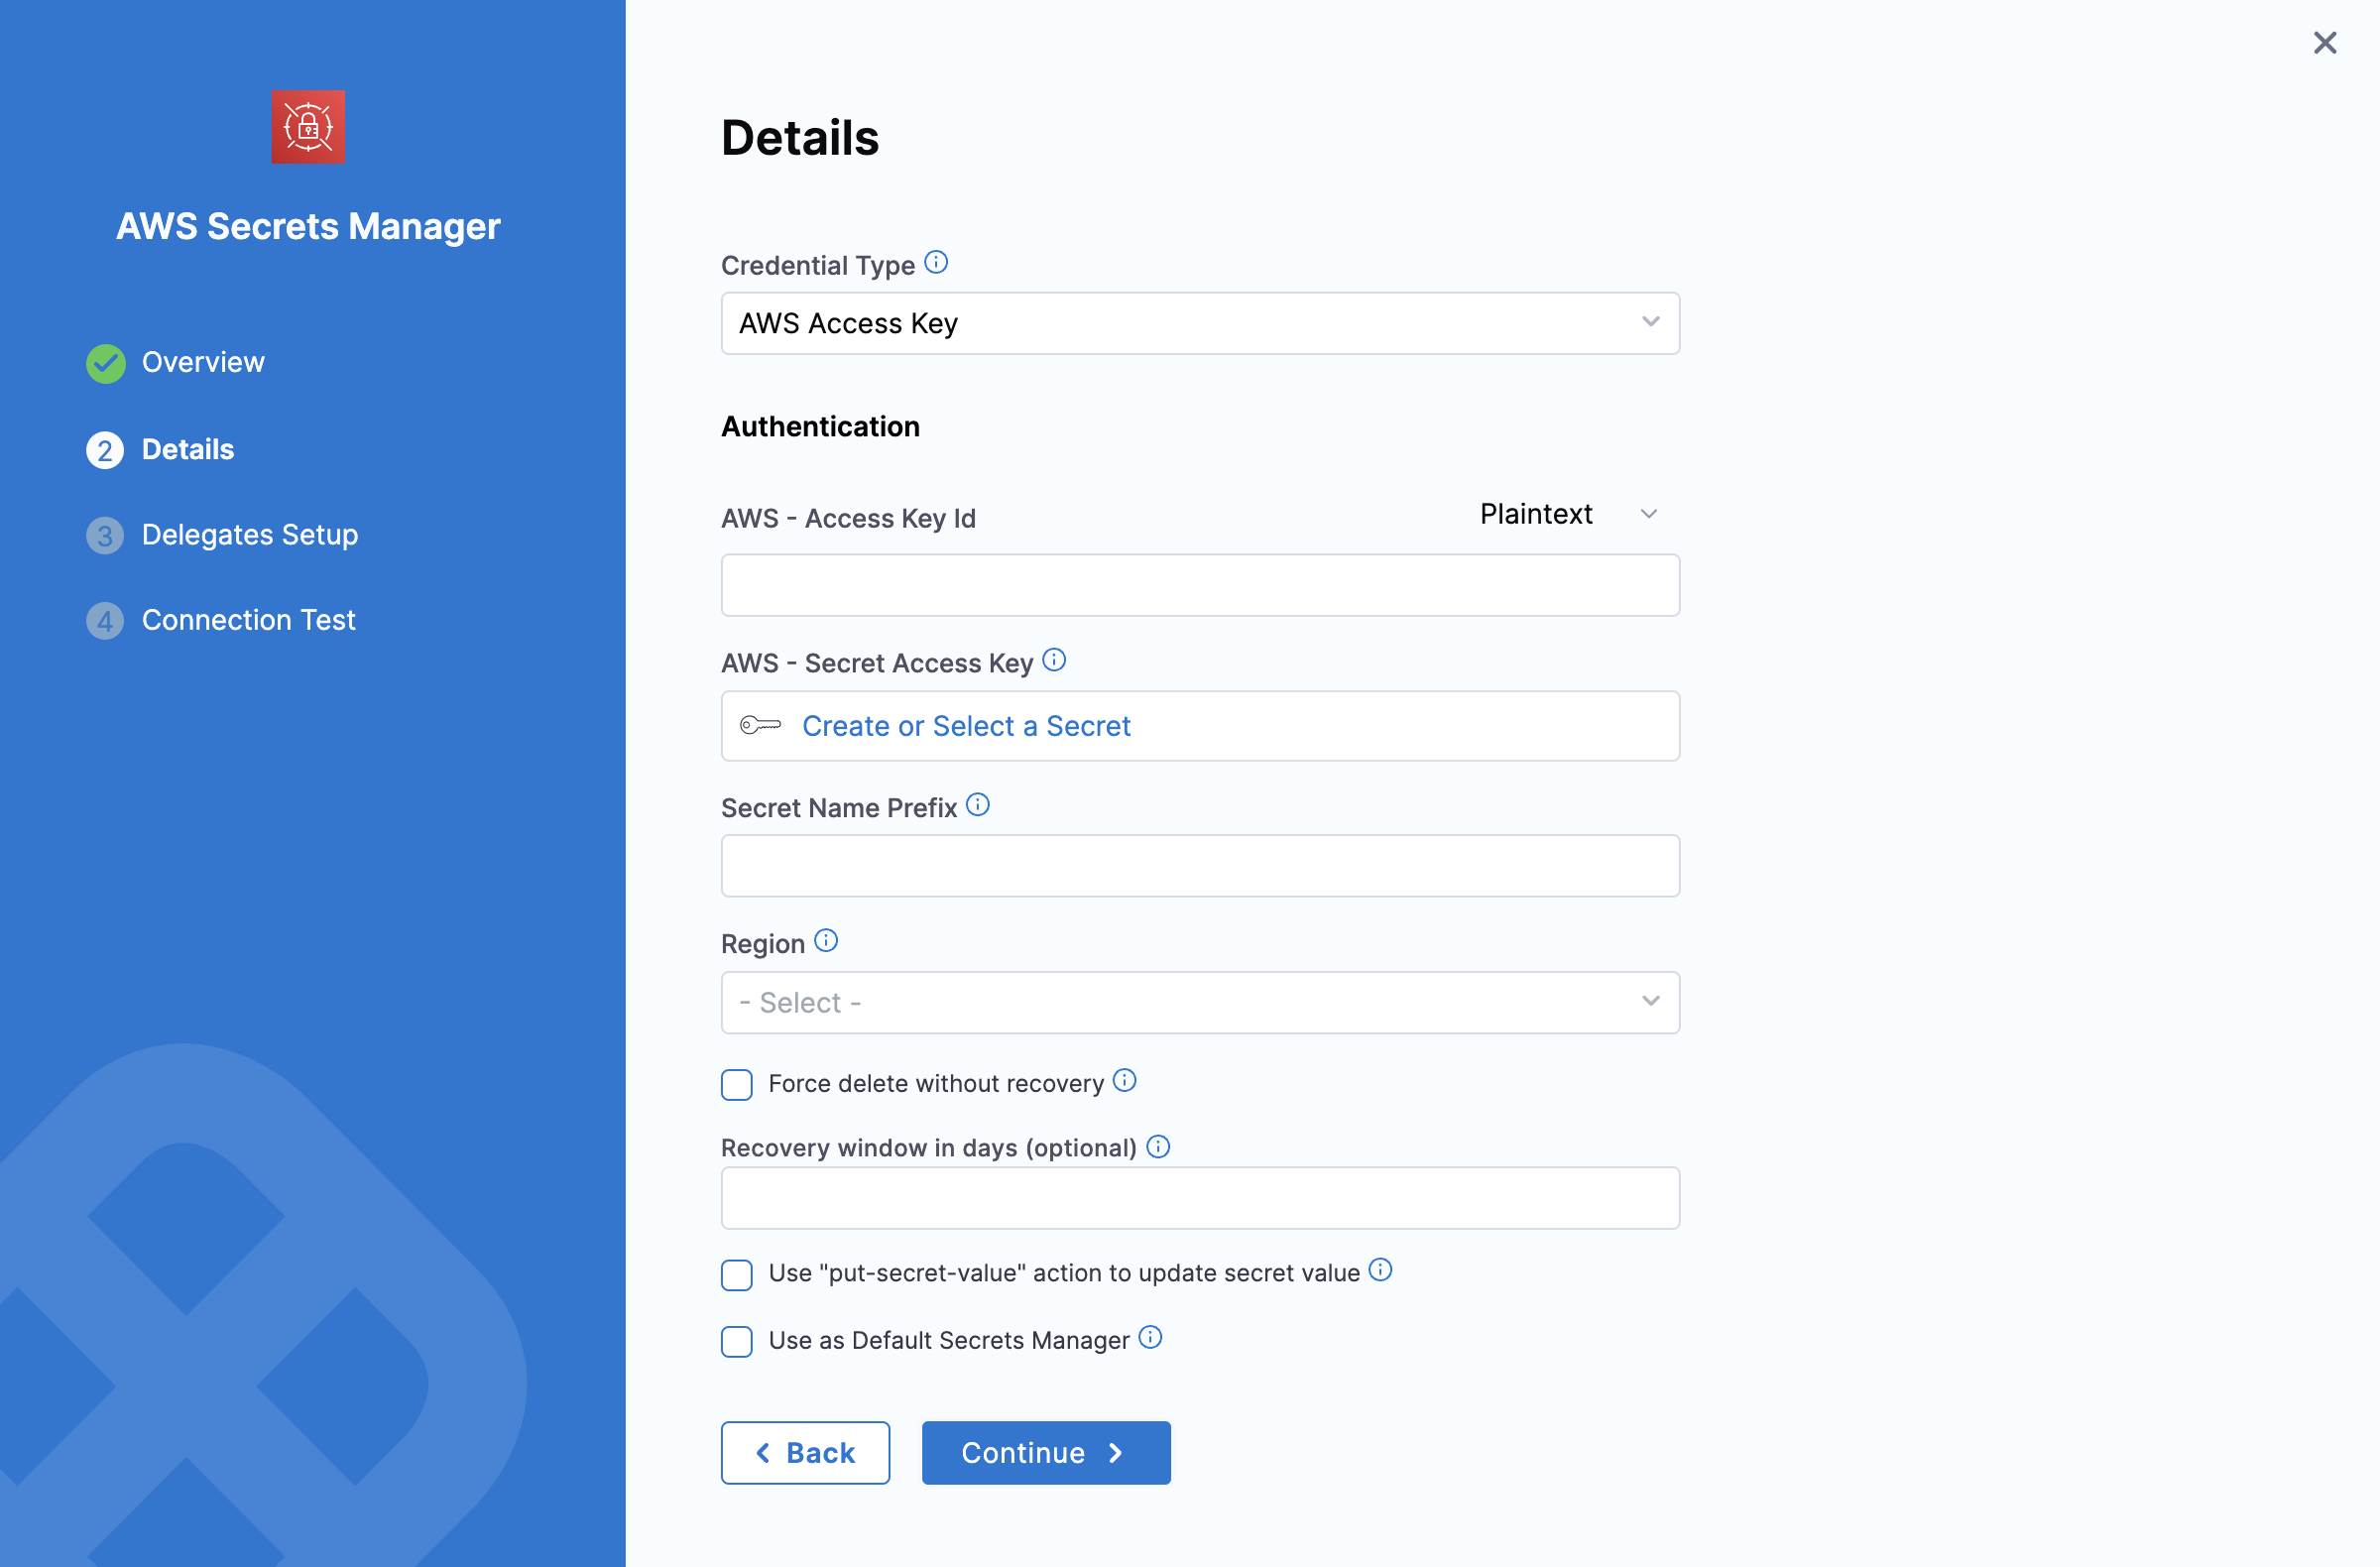 AWS Secrets Manager
Overview
2 Details
3 Delegates Setup
4 Connection Test
Details
Credential Type
AWS Access Key
Authentication
AWS - Access Key Id
Plaintext
AWS - Secret Access Key
Create or Select a Secret
Secret Name Prefix
Region
- Select -
Force delete without recovery
Recovery window in days (optional)
Use "put-secret-value" action to update secret value
Use as Default Secrets Manager
Back
Continue